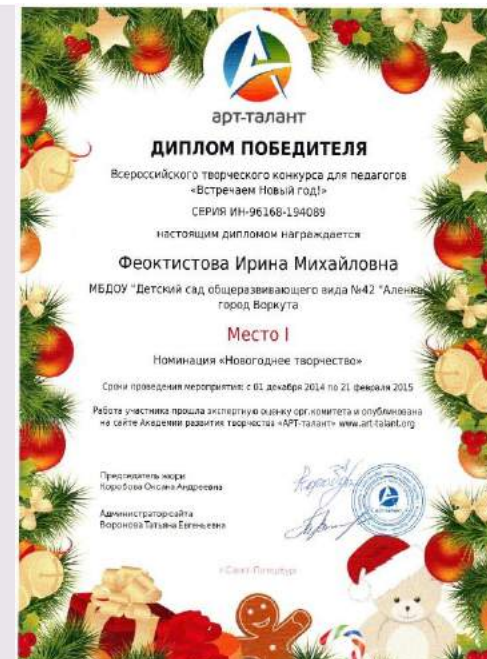 арт-талант
ДИПЛОМ ПОБЕДИТЕЛЯ
Всероссийского творческого конкурса для педагогов
«Встречаем Новый год!»
СЕРИЯ ИН-96168-194089
настоящим дипломом награждается
Феоктистова Ирина Михайловна
МБДОУ "Детский сад общеразвивающего вида №42 "Аленка
город Воркута
Место I
Номинация «Новогоднее творчество»
Сроки проведения мероприятия: с 01 декабря 2014 по 21 февраля 2015
Работа участника прошла экспертную оценку орг.комитета и опубликована
на сайте Академии развития творчества «АРТ-талант» www.art-talant.org
Председатель жюри
Коробова Оксана Андреевна
Администратор сайта
Воронова Татьяна Евгеньевна
г.Санкт-Петербург